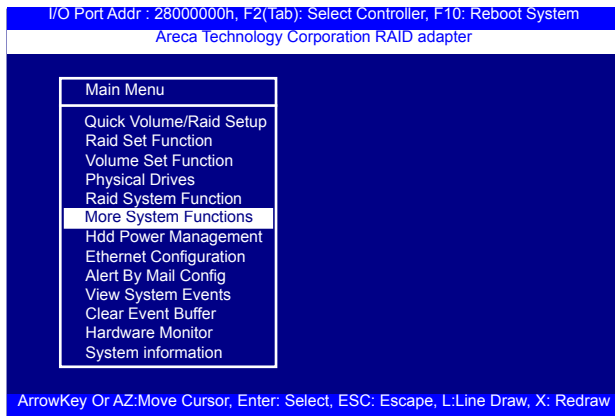 I/O Port Addr : 28000000h, F2(Tab): Select Controller, F10: Reboot System
Areca Technology Corporation RAID adapter
Main Menu
Quick Volume/Raid Setup
Raid Set Function
Volume Set Function
Physical Drives
Raid System Function
More System Functions
Hdd Power Management
Ethernet Configuration
Alert By Mail Config
View System Events
Clear Event Buffer
Hardware Monitor
System information
ArrowKey Or AZ:Move Cursor, Enter: Select, ESC: Escape, L:Line Draw, X: Redraw